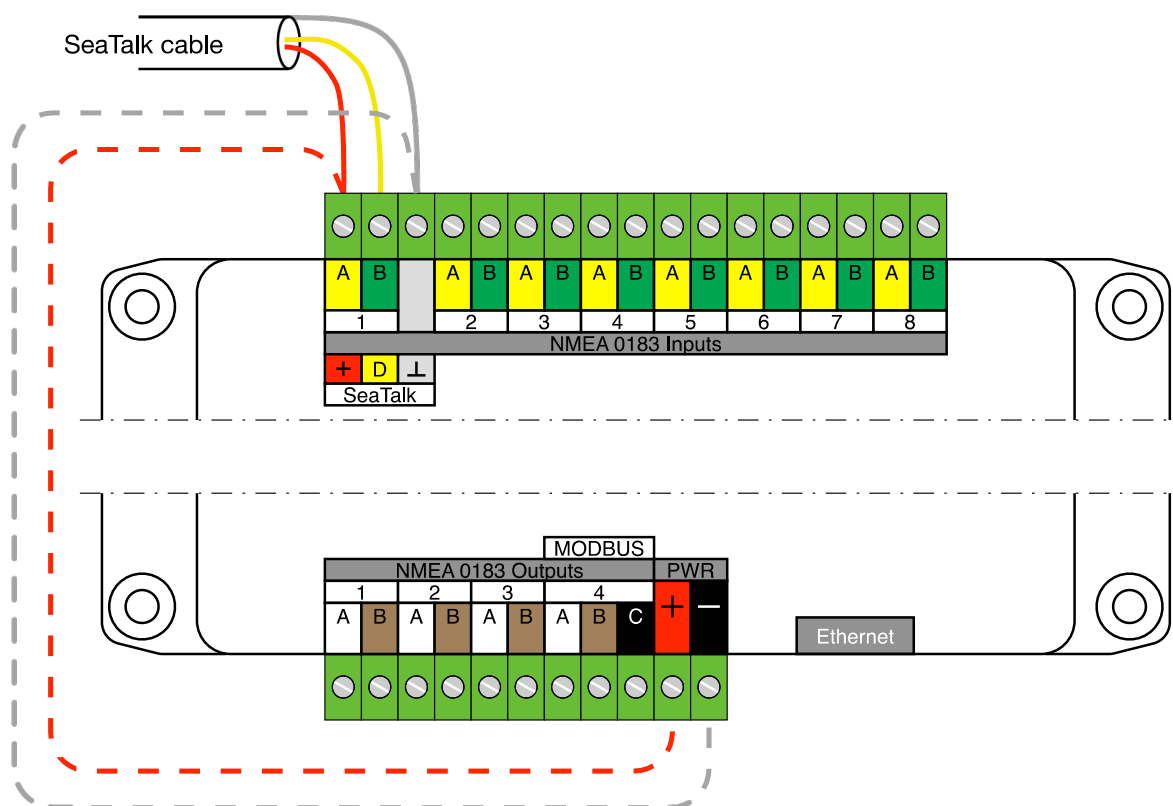 SeaTalk cable
A B A B A B A B A B A B A B A B
1 2 3 4 5 6 7 8
NMEA 0183 Inputs
+ D ⊥
SeaTalk
MODBUS
NMEA 0183 Outputs PWR
1 2 3 4
A B A B A B A B C + −
Ethernet